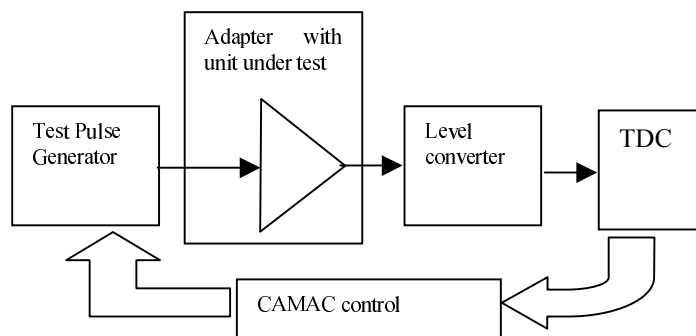 Adapter with
unit under test
Test Pulse
Generator
Level
converter
TDC
CAMAC control